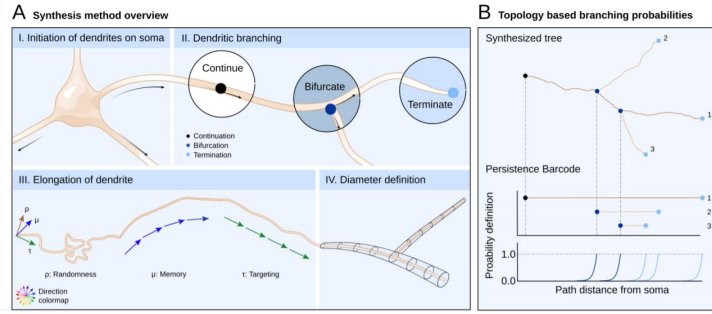 A Synthesis method overview
I. Initiation of dendrites on soma
II. Dendritic branching
Continue
Bifurcate
Terminate
Continuation
Bifurcation
Termination
III. Elongation of dendrite
IV. Diameter definition
ρ
μ
τ
ρ: Randomness
μ: Memory
τ: Targeting
Direction
colormap
B Topology based branching probabilities
Synthesized tree
2
1
3
Persistence Barcode
1
2
3
Probability definition
1.0
0.0
Path distance from soma